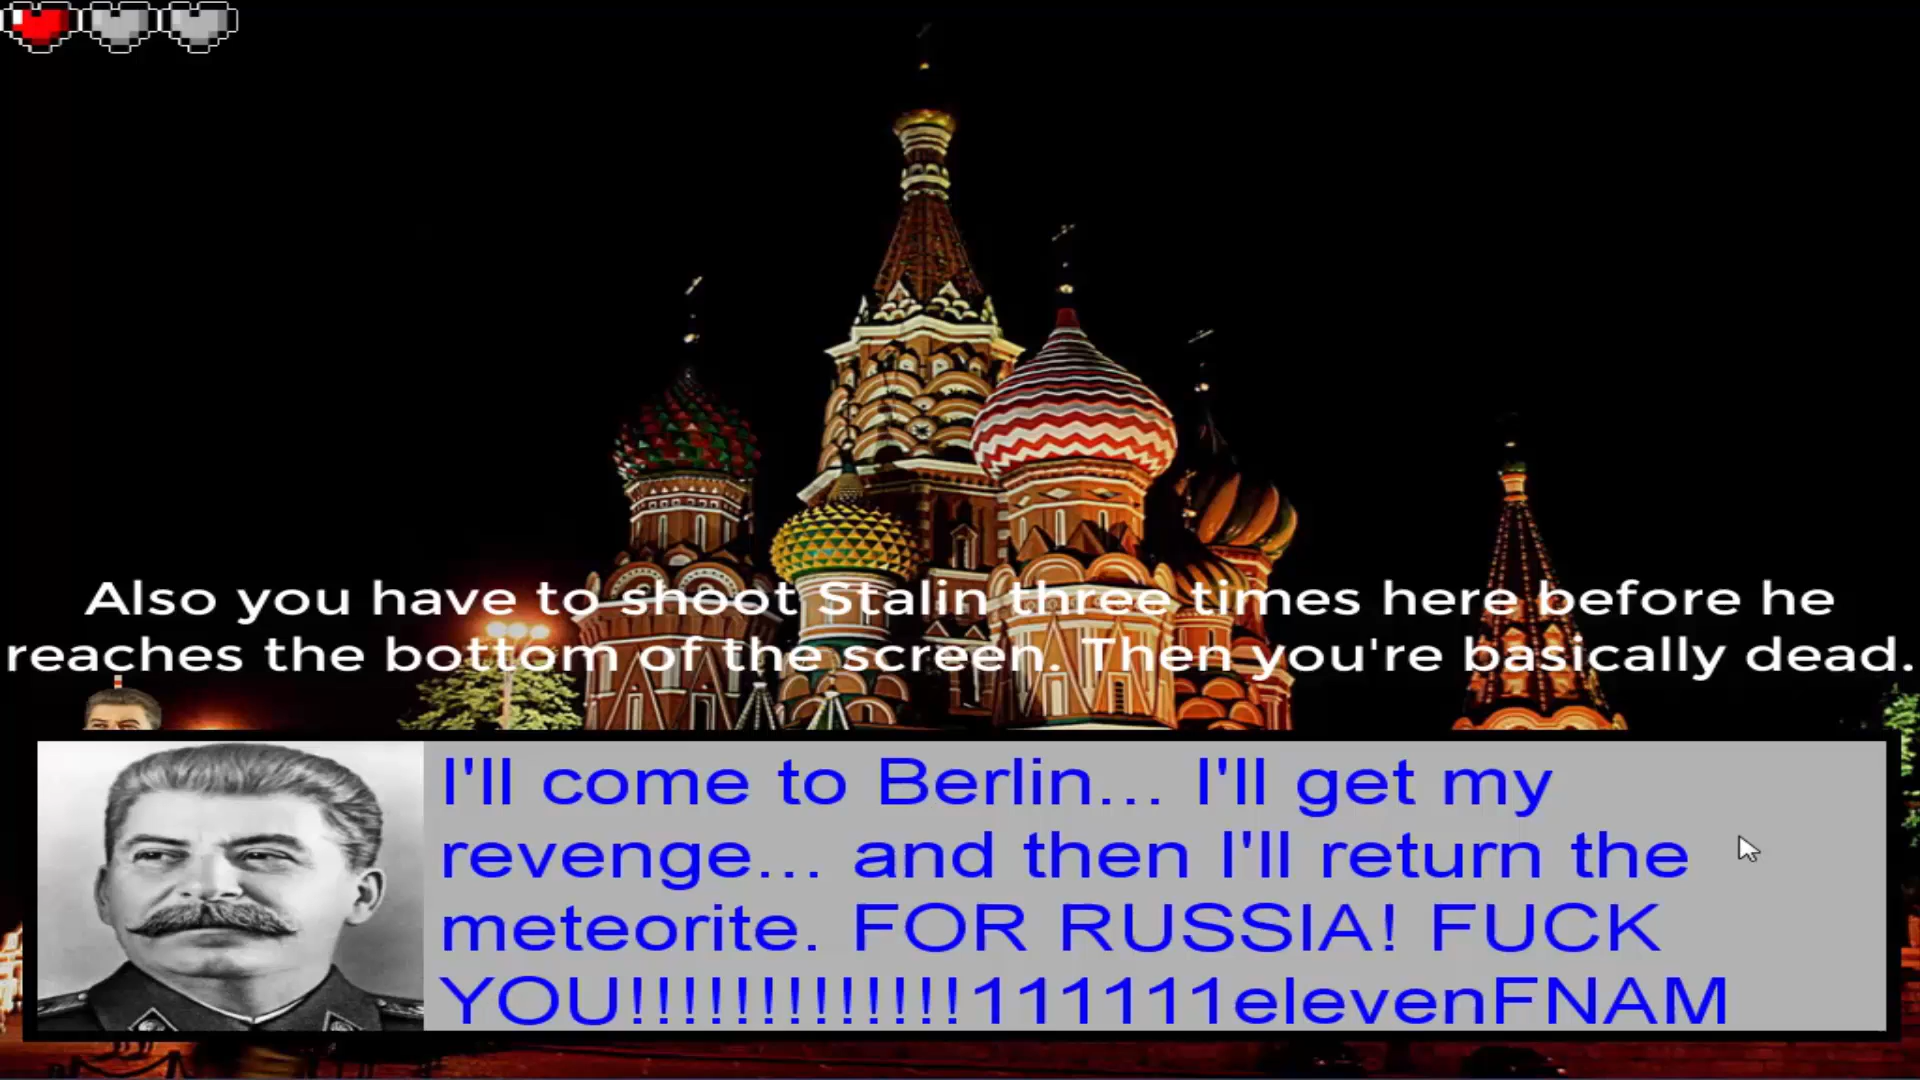 Also you have to shoot Stalin three times here before he
reaches the bottom of the screen. Then you're basically dead.
I'll come to Berlin... I'll get my
revenge... and then I'll return the
meteorite. FOR RUSSIA! FUCK
YOU!!!!!!!!!!!!!111111elevenFNAM